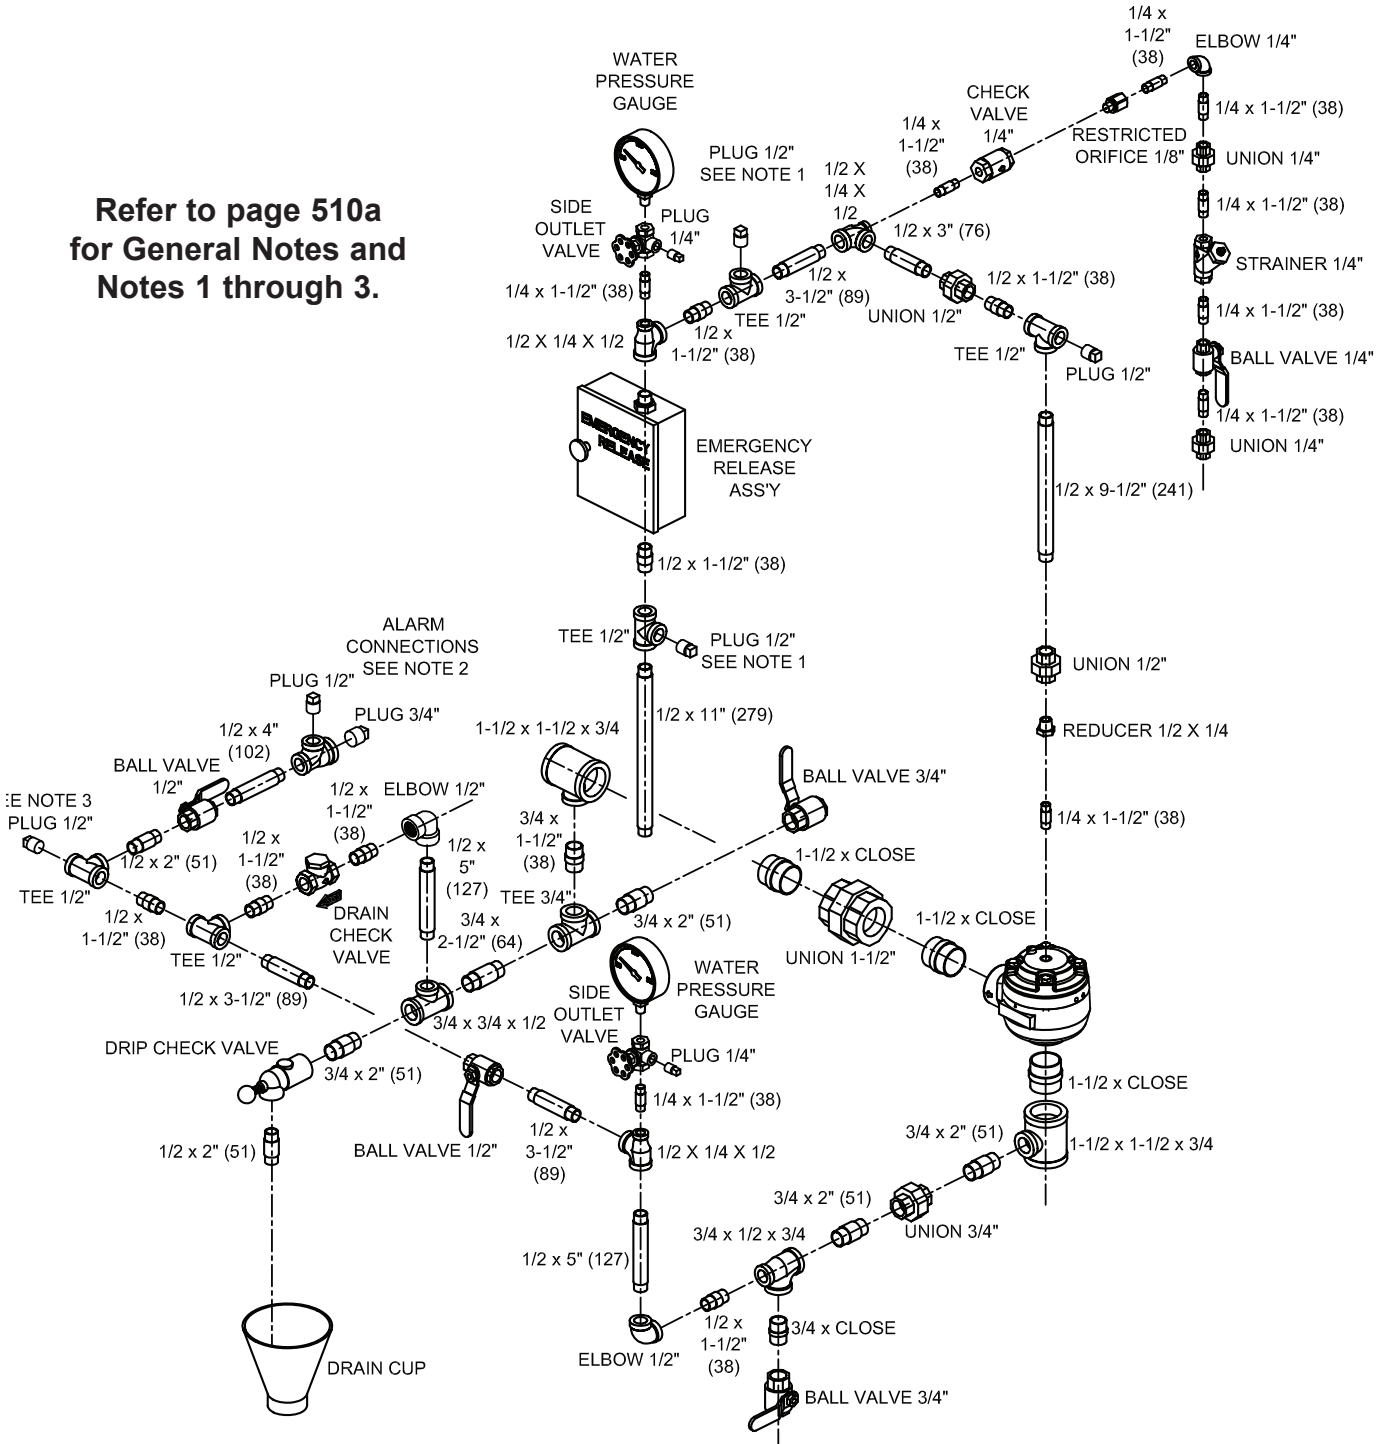 1/4 x
1-1/2"
(38)
ELBOW 1/4"
WATER
PRESSURE
GAUGE
CHECK
VALVE
1/4"
1/4 x 1-1/2" (38)
1/4 x
1-1/2"
(38)
RESTRICTED
ORIFICE 1/8"
PLUG 1/2"
SEE NOTE 1
UNION 1/4"
1/2 X
1/4 X
1/2
Refer to page 510a
for General Notes and
Notes 1 through 3.
SIDE
OUTLET
VALVE
PLUG
1/4"
1/4 x 1-1/2" (38)
1/2 x 3" (76)
STRAINER 1/4"
1/4 x 1-1/2" (38)
1/2 x
3-1/2" (89)
1/2 x 1-1/2" (38)
1/4 x 1-1/2" (38)
TEE 1/2"
UNION 1/2"
1/2 X 1/4 X 1/2
1/2 x
1-1/2" (38)
TEE 1/2"
PLUG 1/2"
BALL VALVE 1/4"
1/4 x 1-1/2" (38)
EMERGENCY
RELEASE
EMERGENCY
RELEASE
ASS'Y
UNION 1/4"
1/2 x 9-1/2" (241)
1/2 x 1-1/2" (38)
TEE 1/2"
PLUG 1/2"
SEE NOTE 1
ALARM
CONNECTIONS
SEE NOTE 2
UNION 1/2"
PLUG 1/2"
PLUG 3/4"
1/2 x 4"
(102)
1-1/2 x 1-1/2 x 3/4
1/2 x 11" (279)
REDUCER 1/2 X 1/4
BALL VALVE
1/2"
1/2 x
1-1/2"
(38)
ELBOW 1/2"
BALL VALVE 3/4"
EE NOTE 3
PLUG 1/2"
3/4 x
1-1/2"
(38)
1/4 x 1-1/2" (38)
1/2 x 2" (51)
1/2 x
1-1/2"
(38)
1/2 x
5"
(127)
1-1/2 x CLOSE
TEE 1/2"
TEE 3/4"
1/2 x
1-1/2" (38)
DRAIN
CHECK
VALVE
3/4 x
2-1/2" (64)
3/4 x 2" (51)
1-1/2 x CLOSE
TEE 1/2"
UNION 1-1/2"
1/2 x 3-1/2" (89)
SIDE
OUTLET
VALVE
WATER
PRESSURE
GAUGE
3/4 x 3/4 x 1/2
DRIP CHECK VALVE
3/4 x 2" (51)
PLUG 1/4"
1-1/2 x CLOSE
1/4 x 1-1/2" (38)
1/2 x 2" (51)
BALL VALVE 1/2"
1/2 x
3-1/2"
(89)
1/2 X 1/4 X 1/2
3/4 x 2" (51)
1-1/2 x 1-1/2 x 3/4
3/4 x 2" (51)
3/4 x 1/2 x 3/4
UNION 3/4"
1/2 x 5" (127)
1/2 x
1-1/2"
(38)
3/4 x CLOSE
ELBOW 1/2"
DRAIN CUP
BALL VALVE 3/4"